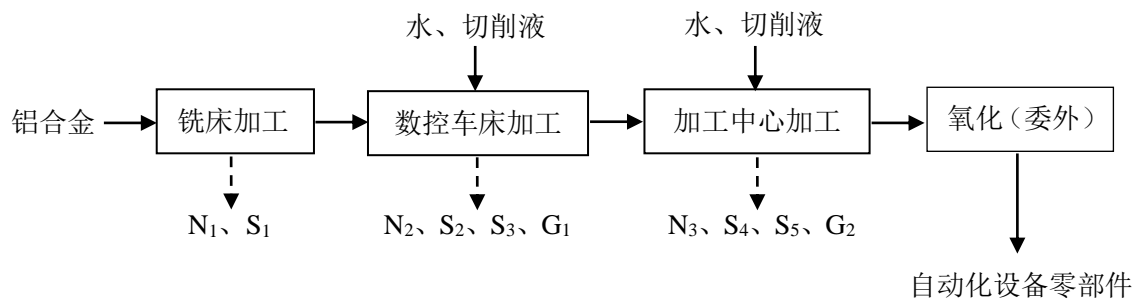 水、切削液
水、切削液
铝合金
铣床加工
数控车床加工
加工中心加工
氧化（委外）
N₁、S₁
N₂、S₂、S₃、G₁
N₃、S₄、S₅、G₂
自动化设备零部件